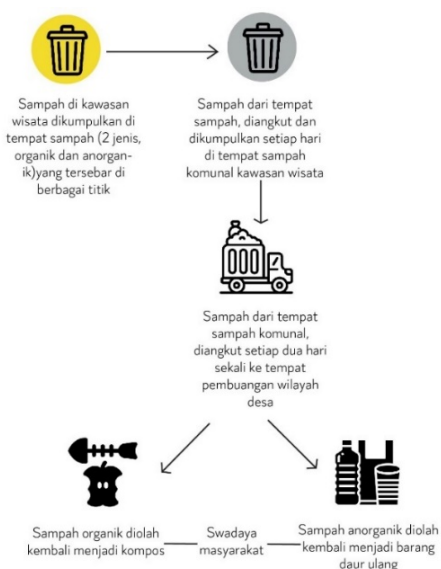 Sampah di kawasan
wisata dikumpulkan di
tempat sampah (2 jenis,
organik dan anorgan-
ik)yang tersebar di
berbagai titik
Sampah dari tempat
sampah, diangkut dan
dikumpulkan setiap hari
di tempat sampah
komunal kawasan wisata
Sampah dari tempat
sampah komunal,
diangkut setiap dua hari
sekali ke tempat
pembuangan wilayah
desa
Sampah organik diolah
kembali menjadi kompos
Swadaya
masyarakat
Sampah anorganik diolah
kembali menjadi barang
daur ulang